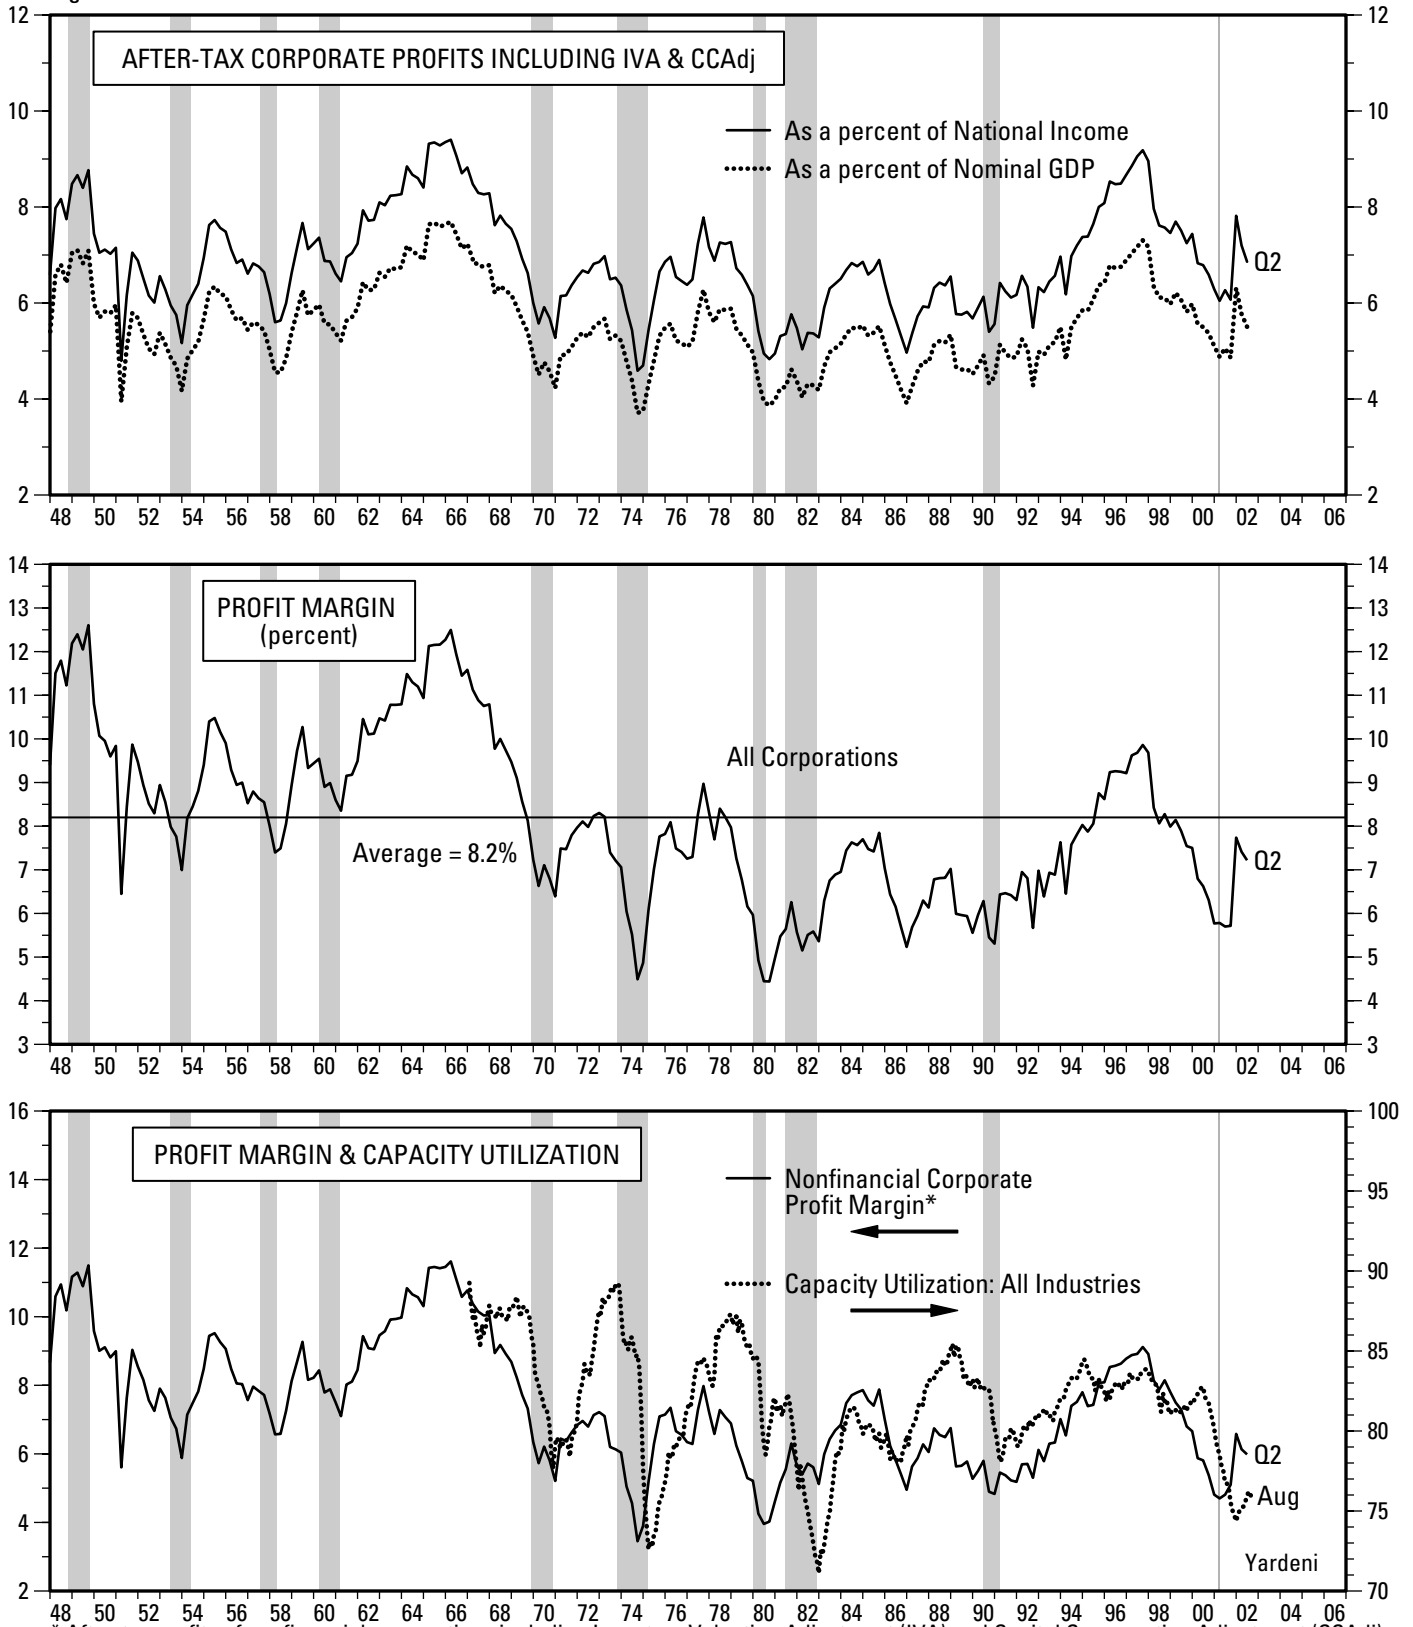 12 12
AFTER-TAX CORPORATE PROFITS INCLUDING IVA & CCAdj
10 10
As a percent of National Income
As a percent of Nominal GDP
8 8
Q2
6 6
4 4
2 2
48 50 52 54 56 58 60 62 64 66 68 70 72 74 76 78 80 82 84 86 88 90 92 94 96 98 00 02 04 06
14 14
PROFIT MARGIN
(percent)
13 13
12 12
11 11
10 10
All Corporations
9 9
8 8
Average = 8.2%
Q2
7 7
6 6
5 5
4 4
3 3
48 50 52 54 56 58 60 62 64 66 68 70 72 74 76 78 80 82 84 86 88 90 92 94 96 98 00 02 04 06
16 100
PROFIT MARGIN & CAPACITY UTILIZATION
14 95
Nonfinancial Corporate
Profit Margin*
12 90
Capacity Utilization: All Industries
10 85
8 80
6 Q2
Aug 75
4
Yardeni
2 70
48 50 52 54 56 58 60 62 64 66 68 70 72 74 76 78 80 82 84 86 88 90 92 94 96 98 00 02 04 06